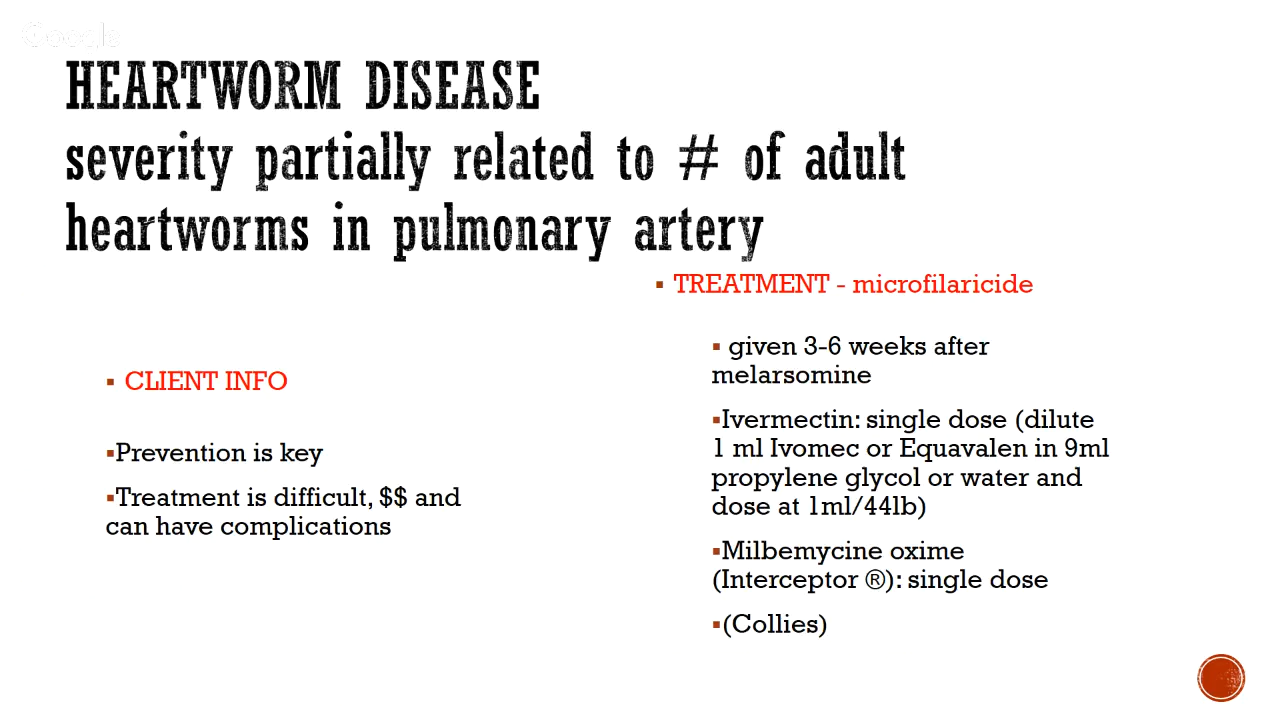 HEARTWORM DISEASE
severity partially related to # of adult
heartworms in pulmonary artery
▪ CLIENT INFO
▪Prevention is key
▪Treatment is difficult, $$ and
can have complications
▪ TREATMENT - microfilaricide
▪ given 3-6 weeks after
melarsomine
▪Ivermectin: single dose (dilute
1 ml Ivomec or Equavalen in 9ml
propylene glycol or water and
dose at 1ml/44lb)
▪Milbemycine oxime
(Interceptor ®): single dose
▪(Collies)